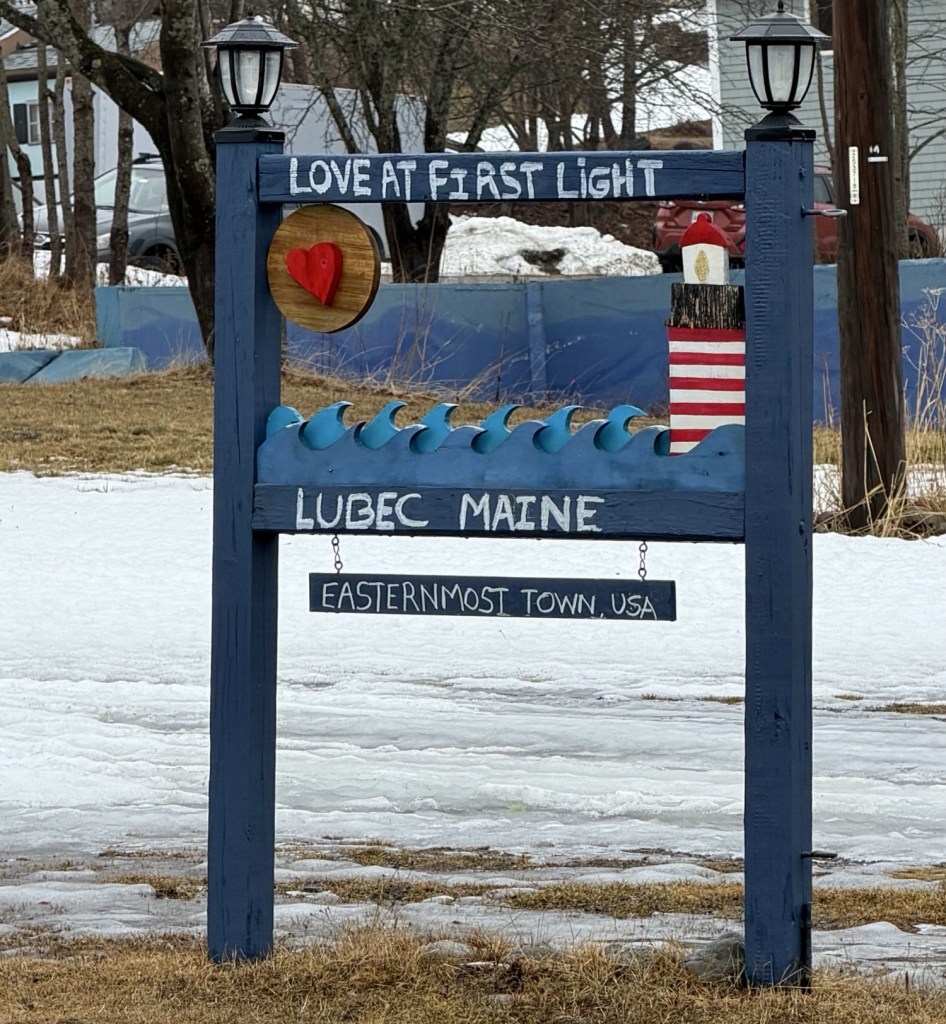 LOVE AT FIRST LiGHT
LUBEC MAINE
EASTERNMOST TOWN, USA